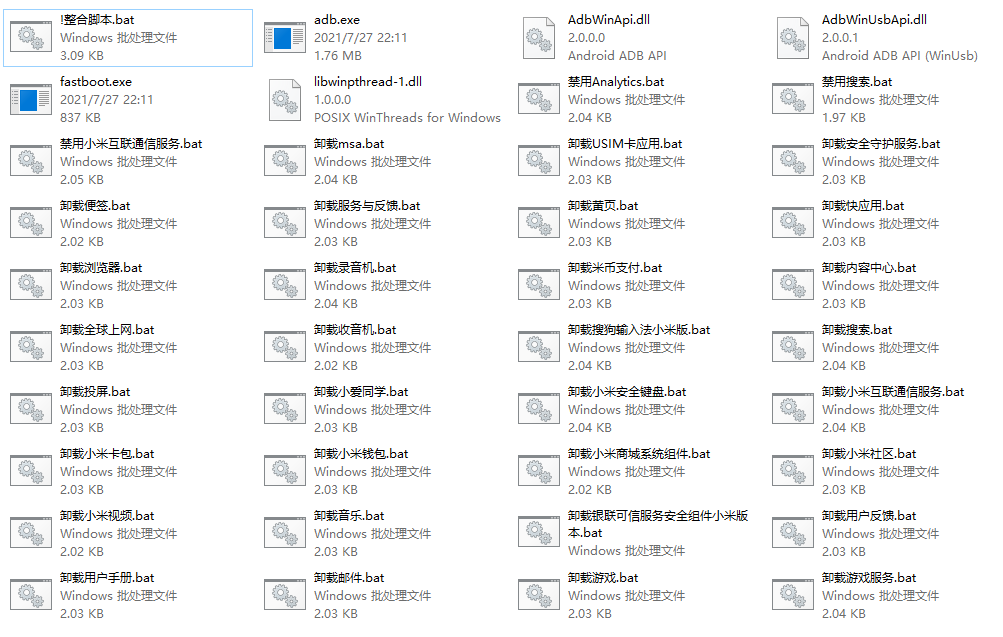 !整合脚本.bat
Windows 批处理文件
3.09 KB
adb.exe
2021/7/27 22:11
1.76 MB
AdbWinApi.dll
2.0.0.0
Android ADB API
AdbWinUsbApi.dll
2.0.0.1
Android ADB API (WinUsb)
fastboot.exe
2021/7/27 22:11
837 KB
libwinpthread-1.dll
1.0.0.0
POSIX WinThreads for Windows
禁用Analytics.bat
Windows 批处理文件
2.04 KB
禁用搜索.bat
Windows 批处理文件
1.97 KB
禁用小米互联通信服务.bat
Windows 批处理文件
2.05 KB
卸载msa.bat
Windows 批处理文件
2.04 KB
卸载USIM卡应用.bat
Windows 批处理文件
2.03 KB
卸载安全守护服务.bat
Windows 批处理文件
2.03 KB
卸载便签.bat
Windows 批处理文件
2.02 KB
卸载服务与反馈.bat
Windows 批处理文件
2.03 KB
卸载黄页.bat
Windows 批处理文件
2.03 KB
卸载快应用.bat
Windows 批处理文件
2.03 KB
卸载浏览器.bat
Windows 批处理文件
2.03 KB
卸载录音机.bat
Windows 批处理文件
2.04 KB
卸载米币支付.bat
Windows 批处理文件
2.03 KB
卸载内容中心.bat
Windows 批处理文件
2.03 KB
卸载全球上网.bat
Windows 批处理文件
2.03 KB
卸载收音机.bat
Windows 批处理文件
2.02 KB
卸载搜狗输入法小米版.bat
Windows 批处理文件
2.04 KB
卸载搜索.bat
Windows 批处理文件
2.04 KB
卸载投屏.bat
Windows 批处理文件
2.03 KB
卸载小爱同学.bat
Windows 批处理文件
2.03 KB
卸载小米安全键盘.bat
Windows 批处理文件
2.04 KB
卸载小米互联通信服务.bat
Windows 批处理文件
2.04 KB
卸载小米卡包.bat
Windows 批处理文件
2.03 KB
卸载小米钱包.bat
Windows 批处理文件
2.03 KB
卸载小米商城系统组件.bat
Windows 批处理文件
2.02 KB
卸载小米社区.bat
Windows 批处理文件
2.03 KB
卸载小米视频.bat
Windows 批处理文件
2.02 KB
卸载音乐.bat
Windows 批处理文件
2.03 KB
卸载银联可信服务安全组件小米版
本.bat
Windows 批处理文件
卸载用户反馈.bat
Windows 批处理文件
2.03 KB
卸载用户手册.bat
Windows 批处理文件
2.03 KB
卸载邮件.bat
Windows 批处理文件
2.03 KB
卸载游戏.bat
Windows 批处理文件
2.03 KB
卸载游戏服务.bat
Windows 批处理文件
2.04 KB